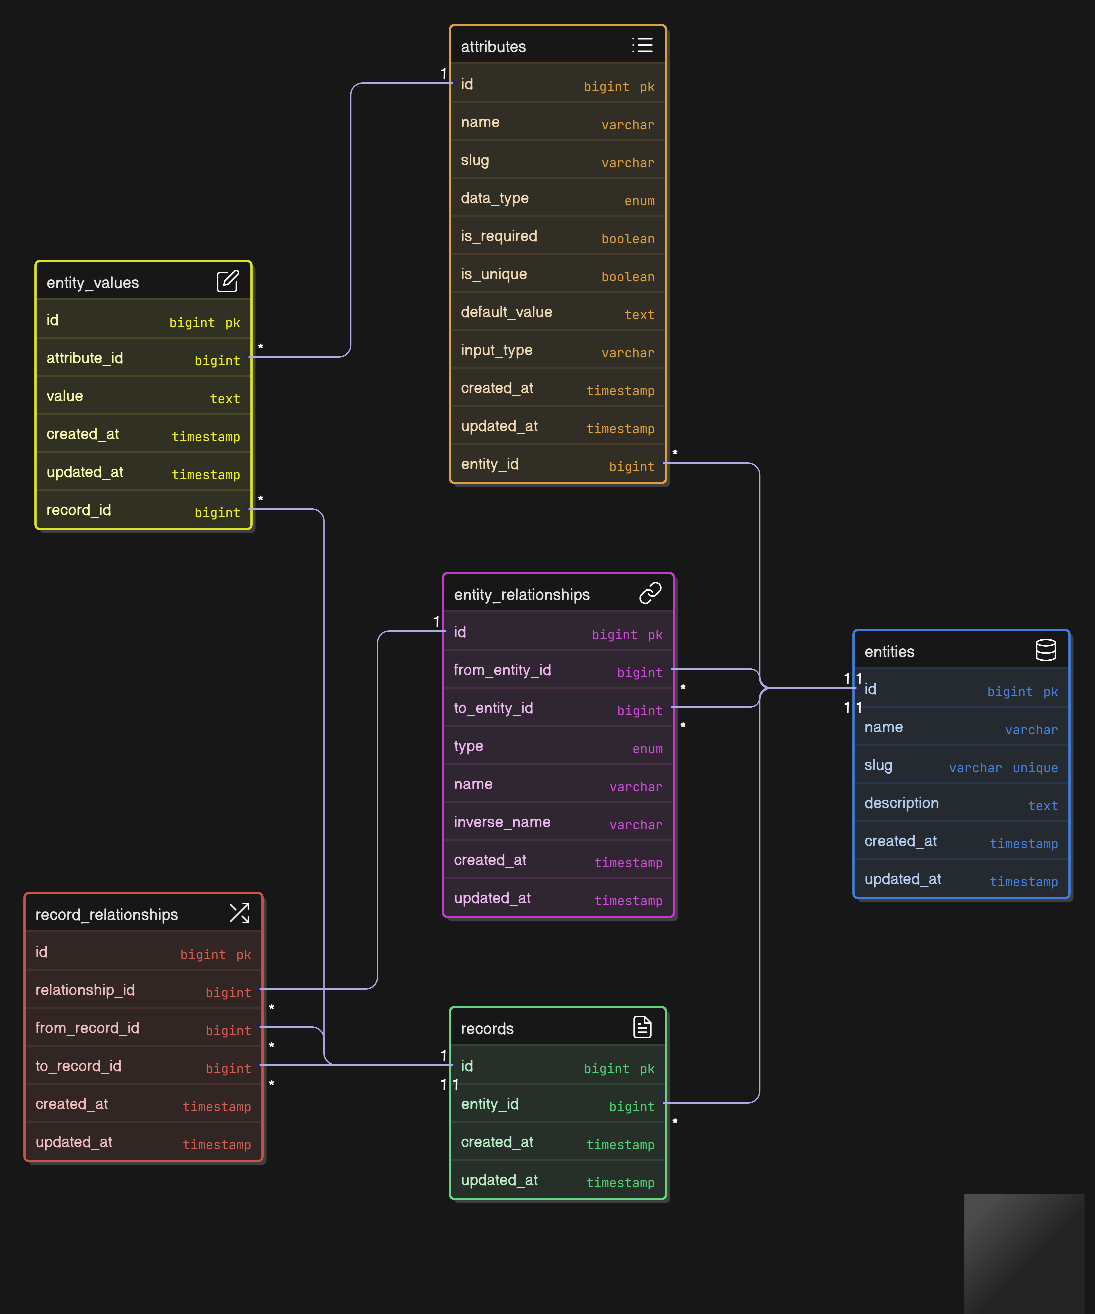 attributes
1
id bigint pk
name varchar
slug varchar
data_type enum
is_required boolean
is_unique boolean
default_value text
input_type varchar
created_at timestamp
updated_at timestamp
entity_id bigint
*
entity_values
id bigint pk
attribute_id bigint
*
value text
created_at timestamp
updated_at timestamp
record_id bigint
*
entity_relationships
1
id bigint pk
from_entity_id bigint
*
to_entity_id bigint
*
type enum
name varchar
inverse_name varchar
created_at timestamp
updated_at timestamp
entities
1 1
id bigint pk
1 1
name varchar
slug varchar unique
description text
created_at timestamp
updated_at timestamp
record_relationships
id bigint pk
relationship_id bigint
*
from_record_id bigint
*
to_record_id bigint
*
created_at timestamp
updated_at timestamp
records
1
id bigint pk
1 1
entity_id bigint
*
created_at timestamp
updated_at timestamp